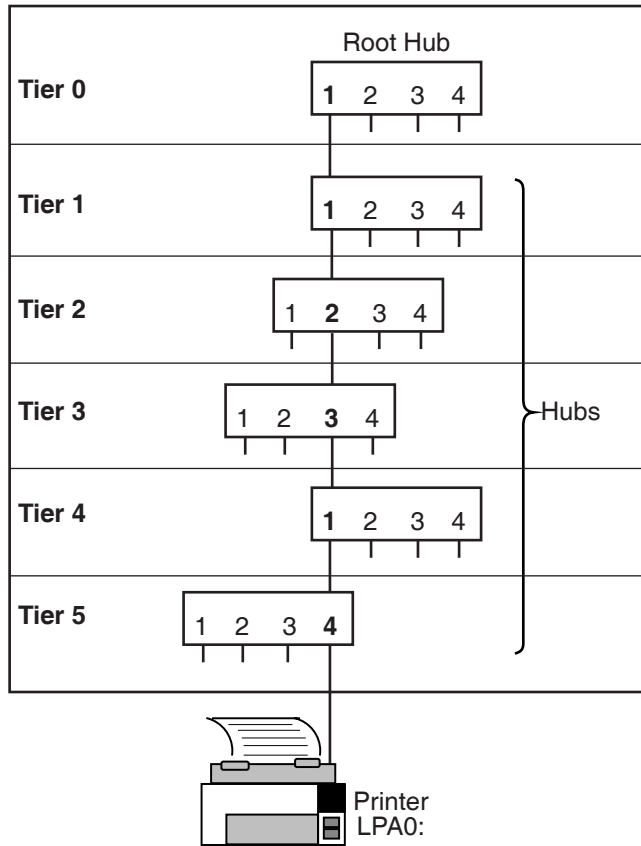 Root Hub
Tier 0
1 2 3 4
Tier 1
1 2 3 4
Tier 2
1 2 3 4
Tier 3
1 2 3 4
Hubs
Tier 4
1 2 3 4
Tier 5
1 2 3 4
Printer
LPA0: